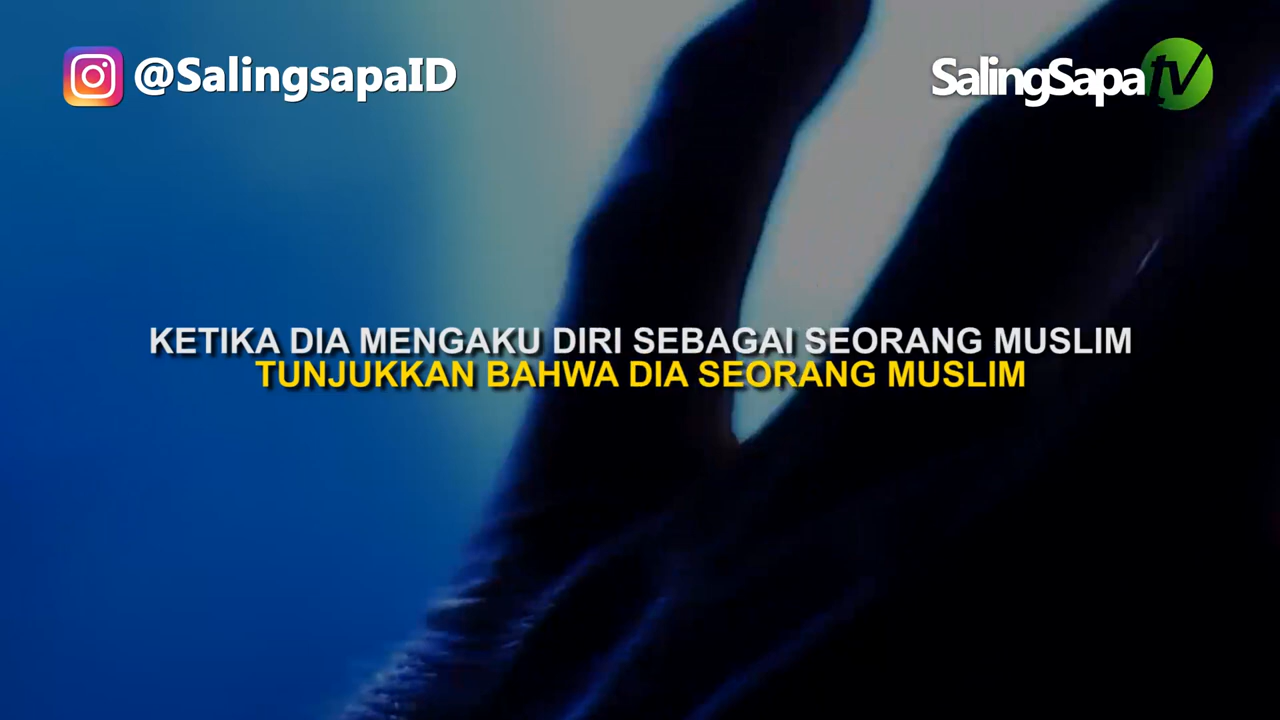 @SalingsapaID
SalingSapa tv
KETIKA DIA MENGAKU DIRI SEBAGAI SEORANG MUSLIM
TUNJUKKAN BAHWA DIA SEORANG MUSLIM